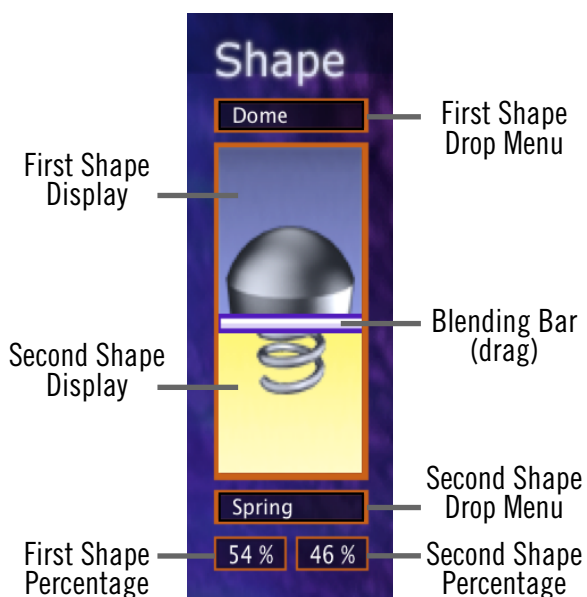 Shape
Dome
First Shape
Drop Menu
First Shape
Display
Blending Bar
(drag)
Second Shape
Display
Second Shape
Drop Menu
Spring
First Shape
Percentage
54 %
46 %
Second Shape
Percentage